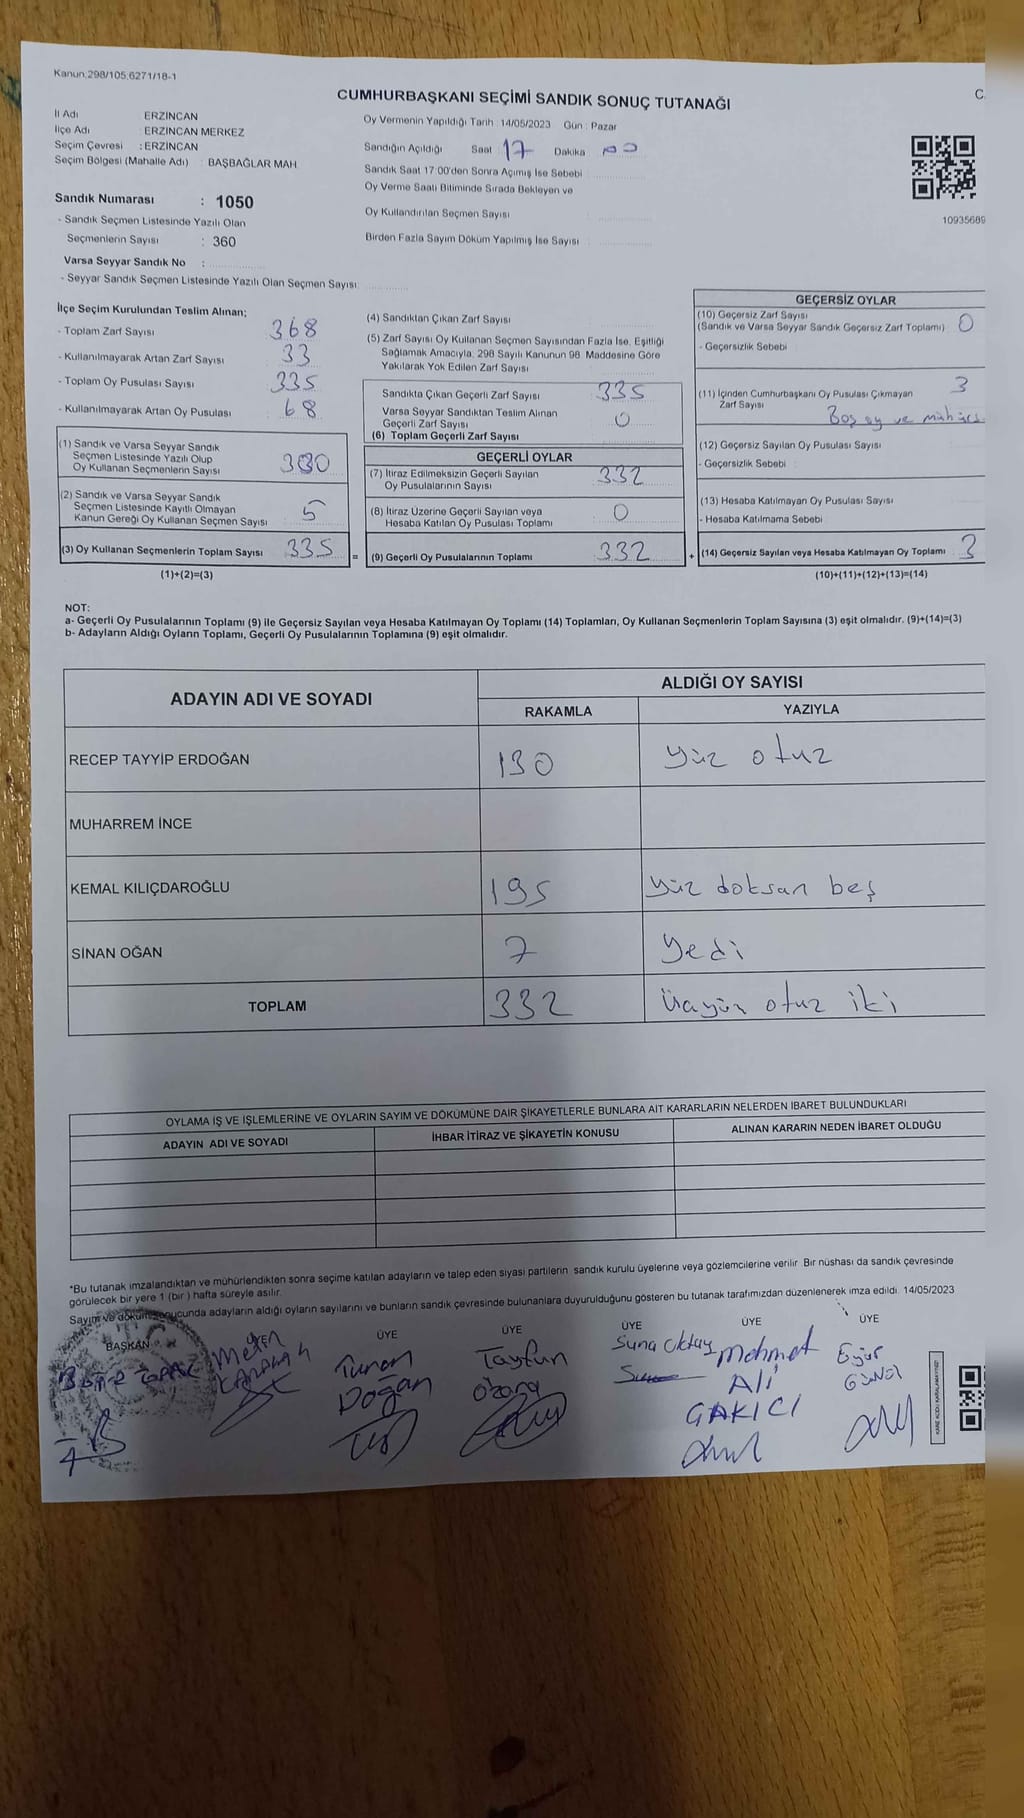 Kanun:298/105,6271/18-1
C.
CUMHURBAŞKANI SEÇİMİ SANDIK SONUÇ TUTANAĞI
İl Adı ERZİNCAN
İlçe Adı : ERZİNCAN MERKEZ
Seçim Çevresi : ERZİNCAN
Seçim Bölgesi (Mahalle Adı) : BAŞBAĞLAR MAH.
Oy Vermenin Yapıldığı Tarih : 14/05/2023 Gün : Pazar
Sandığın Açıldığı Saat 17 Dakika 00
Sandık Saat 17:00'den Sonra Açımış İse Sebebi
Oy Verme Saati Bitiminde Sırada Bekleyen ve
Oy Kullandırılan Seçmen Sayısı
Birden Fazla Sayım Döküm Yapılmış İse Sayısı
10935689
Sandık Numarası : 1050
- Sandık Seçmen Listesinde Yazılı Olan
Seçmenlerin Sayısı : 360
Varsa Seyyar Sandık No :
- Seyyar Sandık Seçmen Listesinde Yazılı Olan Seçmen Sayısı
İlçe Seçim Kurulundan Teslim Alınan;
- Toplam Zarf Sayısı 368
- Kullanılmayarak Artan Zarf Sayısı 33
- Toplam Oy Pusulası Sayısı 335
- Kullanılmayarak Artan Oy Pusulası 68
(1) Sandık ve Varsa Seyyar Sandık
Seçmen Listesinde Yazılı Olup
Oy Kullanan Seçmenlerin Sayısı 330
(2) Sandık ve Varsa Seyyar Sandık
Seçmen Listesinde Kayıtlı Olmayan
Kanun Gereği Oy Kullanan Seçmen Sayısı 5
(3) Oy Kullanan Seçmenlerin Toplam Sayısı 335 =
(1)+(2)=(3)
(4) Sandıktan Çıkan Zarf Sayısı
(5) Zarf Sayısı Oy Kullanan Seçmen Sayısından Fazla İse, Eşitliği
Sağlamak Amacıyla, 298 Sayılı Kanunun 98. Maddesine Göre
Yakılarak Yok Edilen Zarf Sayısı
Sandıkta Çıkan Geçerli Zarf Sayısı 335
Varsa Seyyar Sandıktan Teslim Alınan
Geçerli Zarf Sayısı 0
(6) Toplam Geçerli Zarf Sayısı
GEÇERLİ OYLAR
(7) İtiraz Edilmeksizin Geçerli Sayılan
Oy Pusulalarının Sayısı 332
(8) İtiraz Üzerine Geçerli Sayılan veya
Hesaba Katılan Oy Pusulası Toplamı 0
(9) Geçerli Oy Pusulalarının Toplamı 332 +
GEÇERSİZ OYLAR
(10) Geçersiz Zarf Sayısı
(Sandık ve Varsa Seyyar Sandık Geçersiz Zarf Toplamı) 0
- Geçersizlik Sebebi
(11) İçinden Cumhurbaşkanı Oy Pusulası Çıkmayan
Zarf Sayısı 3
Boş oy ve
(12) Geçersiz Sayılan Oy Pusulası Sayısı
- Geçersizlik Sebebi
(13) Hesaba Katılmayan Oy Pusulası Sayısı
- Hesaba Katılmama Sebebi
(14) Geçersiz Sayılan veya Hesaba Katılmayan Oy Toplamı 3
(10)+(11)+(12)+(13)=(14)
NOT:
a- Geçerli Oy Pusulalarının Toplamı (9) ile Geçersiz Sayılan veya Hesaba Katılmayan Oy Toplamı (14) Toplamları, Oy Kullanan Seçmenlerin Toplam Sayısına (3) eşit olmalıdır. (9)+(14)=(3)
b- Adayların Aldığı Oyların Toplamı, Geçerli Oy Pusulalarının Toplamına (9) eşit olmalıdır.
ADAYIN ADI VE SOYADI ALDIĞI OY SAYISI
RAKAMLA YAZIYLA
RECEP TAYYİP ERDOĞAN 130 yüz otuz
MUHARREM İNCE
KEMAL KILIÇDAROĞLU 195 yüz doksan beş
SİNAN OĞAN 7 yedi
TOPLAM 332 üçyüz otuz iki
OYLAMA İŞ VE İŞLEMLERİNE VE OYLARIN SAYIM VE DÖKÜMÜNE DAİR ŞİKAYETLERLE BUNLARA AİT KARARLARIN NELERDEN İBARET BULUNDUKLARI
ADAYIN ADI VE SOYADI İHBAR İTİRAZ VE ŞİKAYETİN KONUSU ALINAN KARARIN NEDEN İBARET OLDUĞU
*Bu tutanak imzalandıktan ve mühürlendikten sonra seçime katılan adayların ve talep eden siyasi partilerin sandık kurulu üyelerine veya gözlemcilerine verilir. Bir nüshası da sandık çevresinde
görülecek bir yere 1 (bir ) hafta süreyle asılır.
Sayım ve döküm sonucunda adayların aldığı oyların sayılarını ve bunların sandık çevresinde bulunanlara duyurulduğunu gösteren bu tutanak tarafımızdan düzenlenerek imza edildi. 14/05/2023
BAŞKAN ÜYE ÜYE ÜYE ÜYE ÜYE ÜYE
Metin
Doğan
Tayfun
Suna Oktay
Mehmet
Ali
ÇAKICI
Eyüp